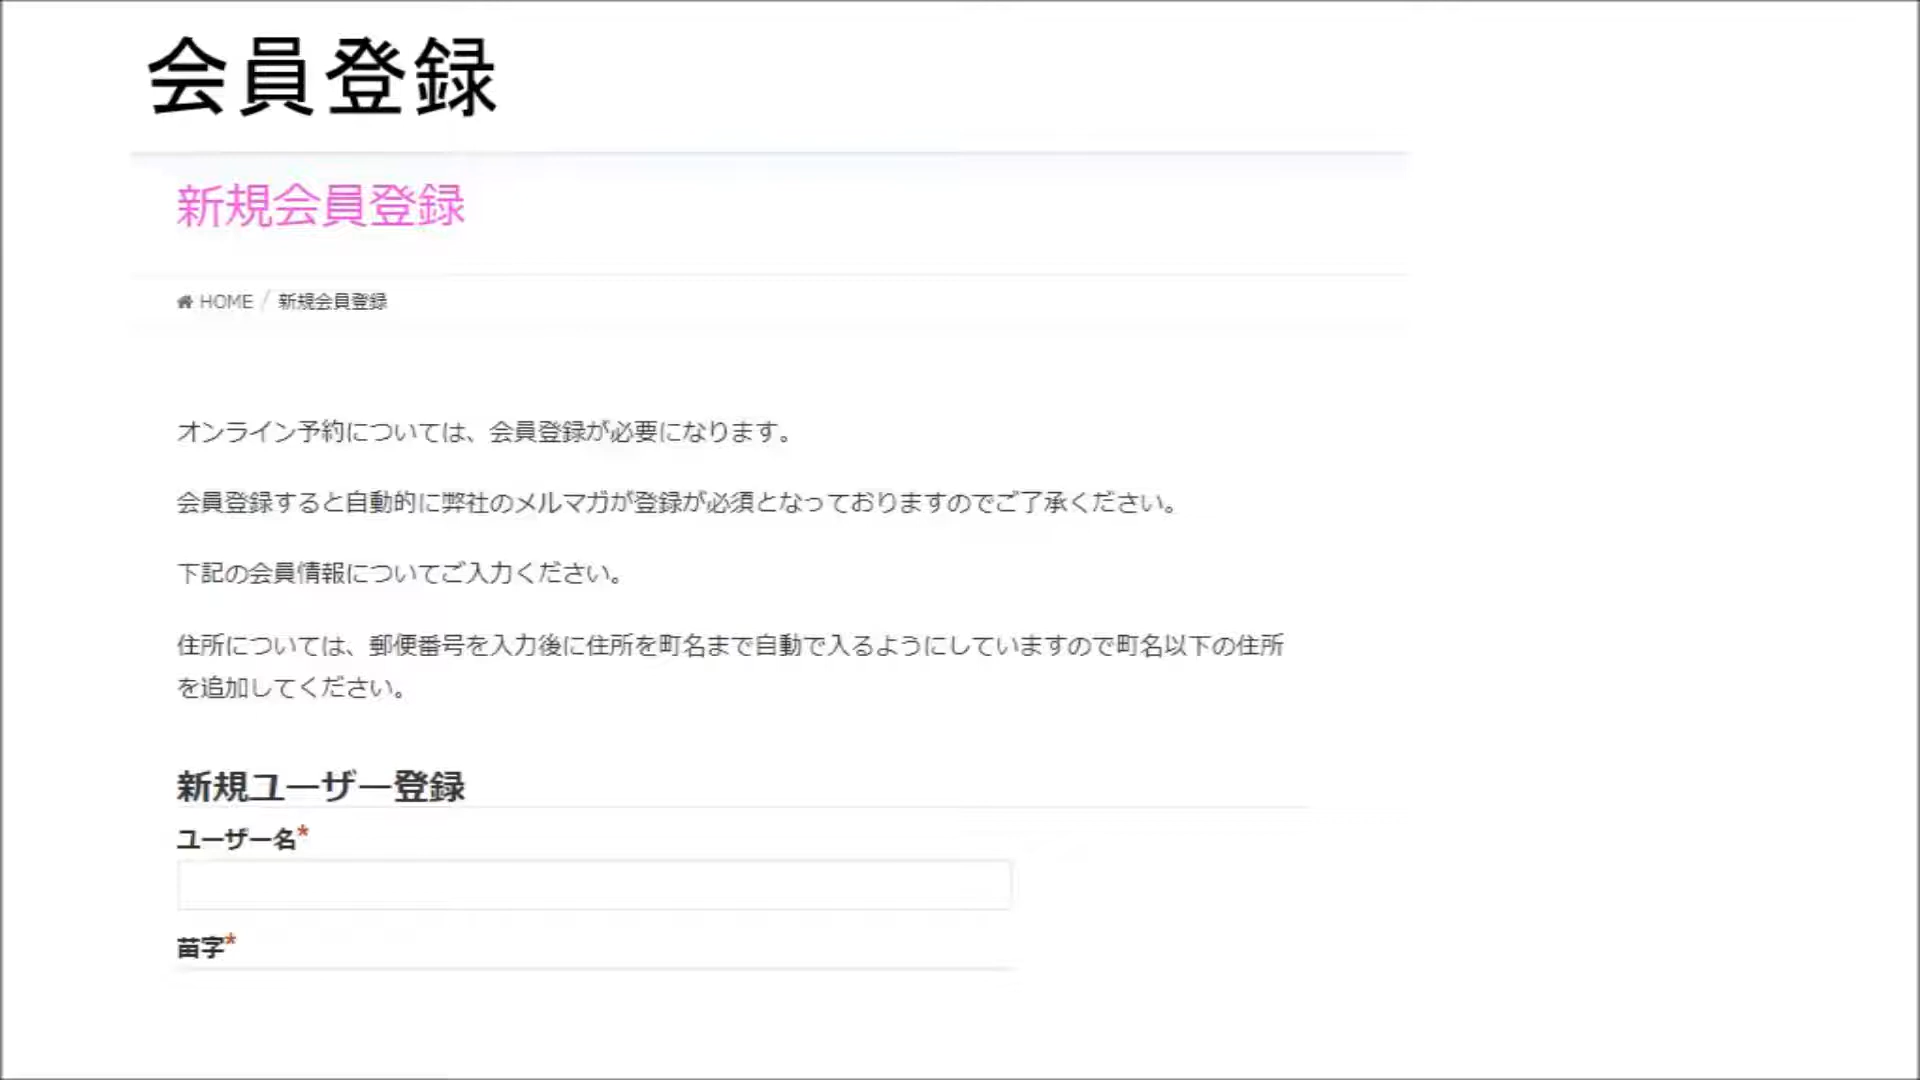 会員登録
新規会員登録
HOME / 新規会員登録
オンライン予約については、会員登録が必要になります。
会員登録すると自動的に弊社のメルマガが登録が必須となっておりますのでご了承ください。
下記の会員情報についてご入力ください。
住所については、郵便番号を入力後に住所を町名まで自動で入るようにしていますので町名以下の住所
を追加してください。
新規ユーザー登録
ユーザー名*
苗字*